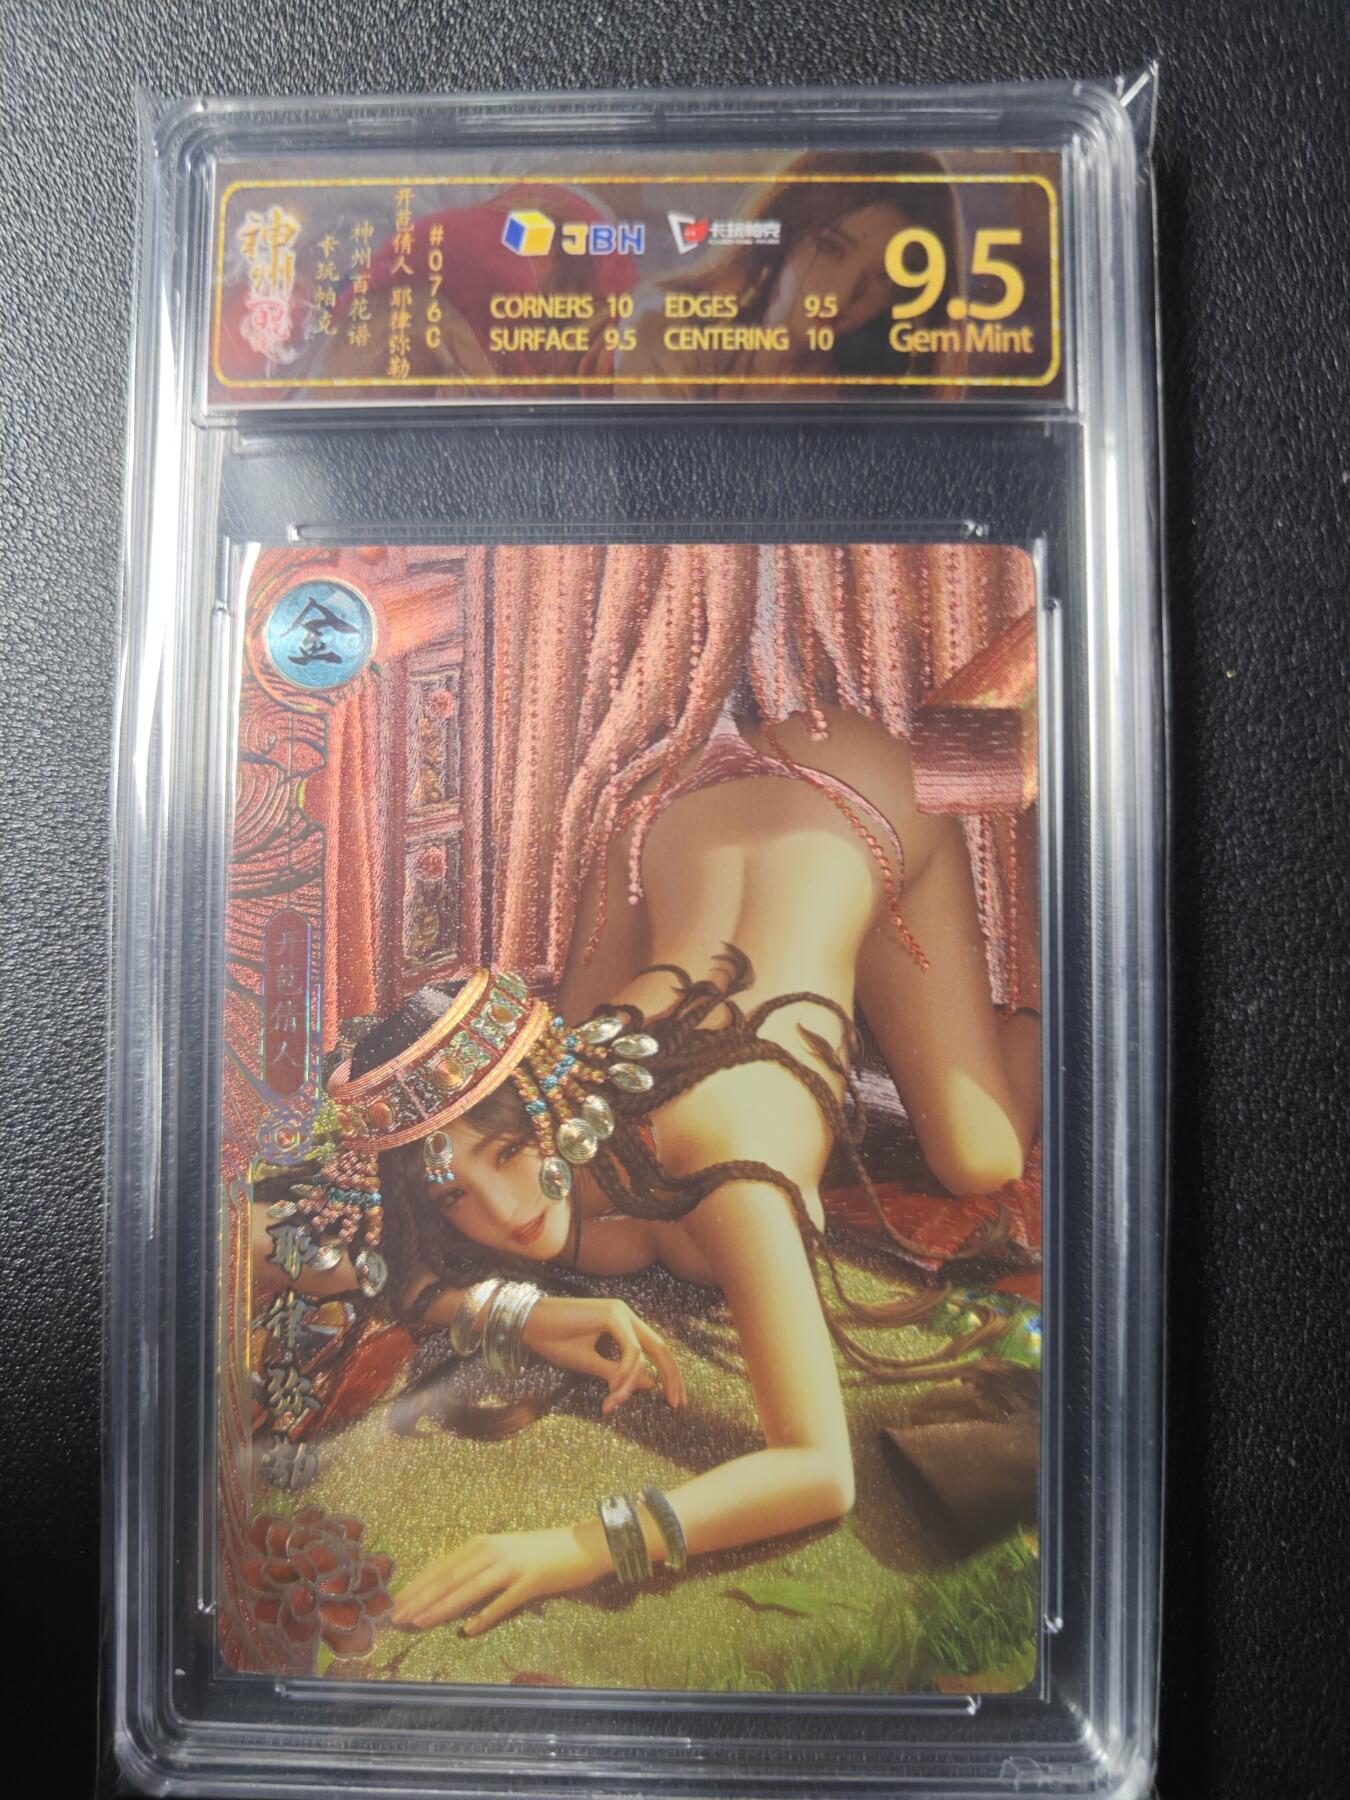 神州
卡玩帕克
神州百花谱
开芭倩人 耶律弥勒
#076C
JBH
卡玩帕克
CORNERS 10 EDGES 9.5
SURFACE 9.5 CENTERING 10
9.5
Gem Mint
金
开芭倩人
耶律弥勒